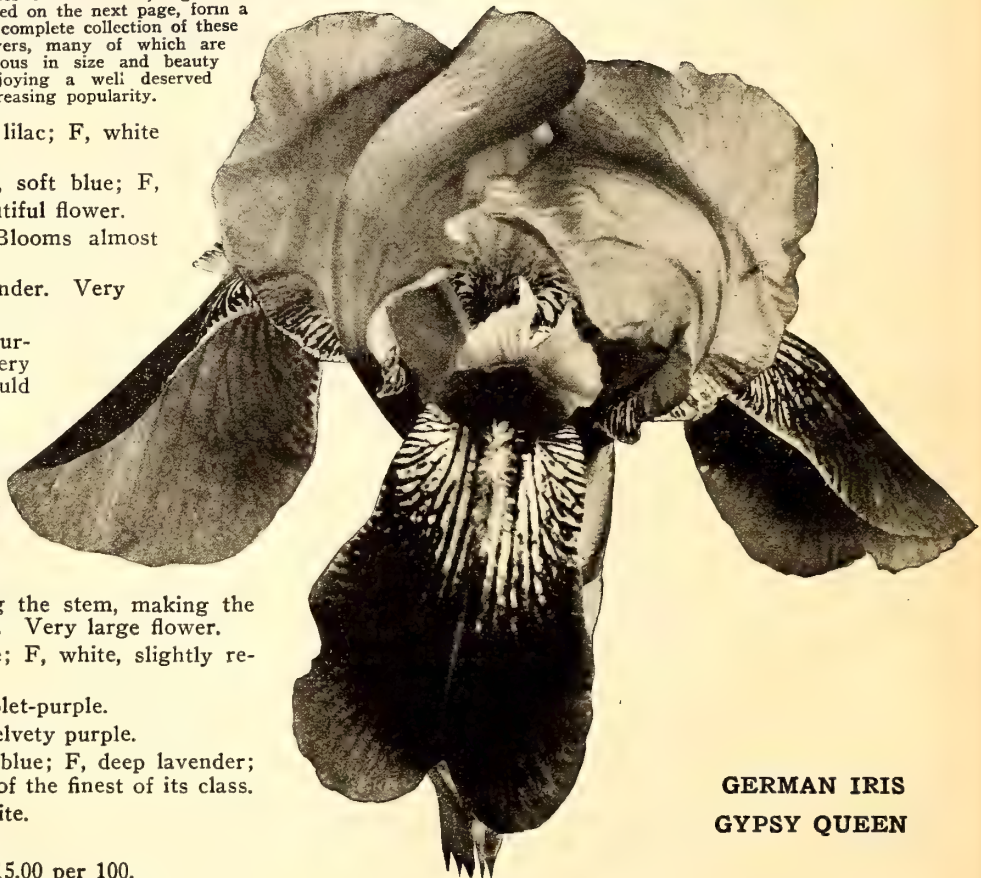 ed on the next page, form a
complete collection of these
ers, many of which are
ous in size and beauty
joying a well deserved
reasing popularity.
lilac; F, white
, soft blue; F,
utiful flower.
Blooms almost
nder. Very
ur-
ery
uld
g the stem, making the
. Very large flower.
e; F, white, slightly re-
olet-purple.
elvety purple.
blue; F, deep lavender;
of the finest of its class.
ite.
15.00 per 100.
GERMAN IRIS
GYPSY QUEEN